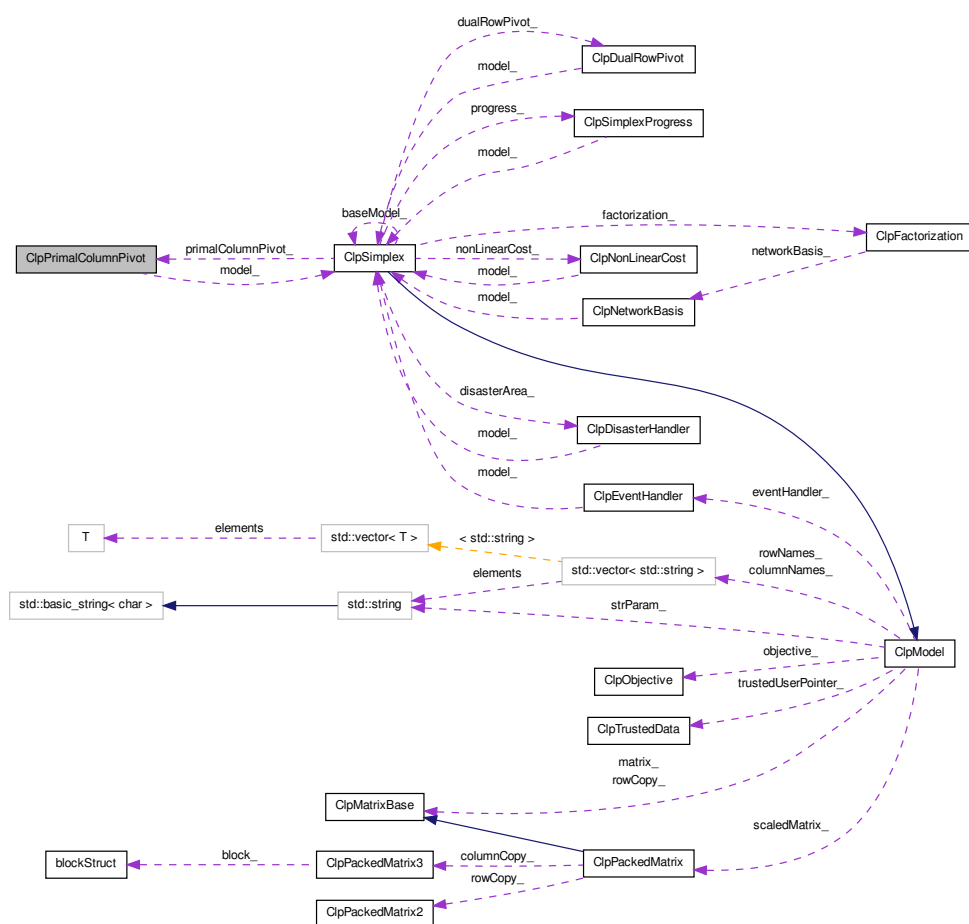 dualRowPivot_
ClpDualRowPivot
model_
progress_
ClpSimplexProgress
model_
baseModel_
factorization_
ClpFactorization
ClpPrimalColumnPivot
primalColumnPivot_
model_
ClpSimplex
nonLinearCost_
model_
ClpNonLinearCost
networkBasis_
model_
ClpNetworkBasis
disasterArea_
ClpDisasterHandler
model_
model_
ClpEventHandler
eventHandler_
T
elements
std::vector< T >
< std::string >
std::vector< std::string >
rowNames_
columnNames_
elements
std::basic_string< char >
std::string
strParam_
ClpModel
objective_
ClpObjective
trustedUserPointer_
ClpTrustedData
matrix_
rowCopy_
ClpMatrixBase
scaledMatrix_
blockStruct
block_
ClpPackedMatrix3
columnCopy_
ClpPackedMatrix
rowCopy_
ClpPackedMatrix2